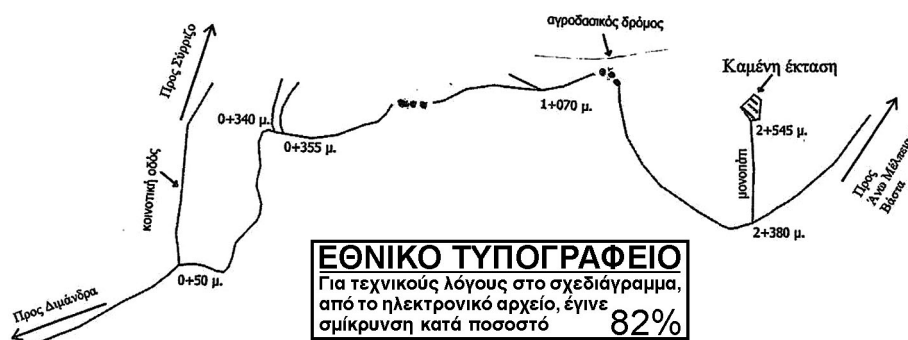 αγροδασικός δρόμος
Προς Σύρριζο
Καμένη έκταση
0+340 μ.
0+355 μ.
1+070 μ.
2+545 μ.
κοινοτική οδός
μονοπάτι
Προς
Άνω Μέλπεια
Βάστα
2+380 μ.
0+50 μ.
Προς Διμάνδρα
ΕΘΝΙΚΟ ΤΥΠΟΓΡΑΦΕΙΟ
Για τεχνικούς λόγους στο σχεδιάγραμμα,
από το ηλεκτρονικό αρχείο, έγινε
σμίκρυνση κατά ποσοστό 82%